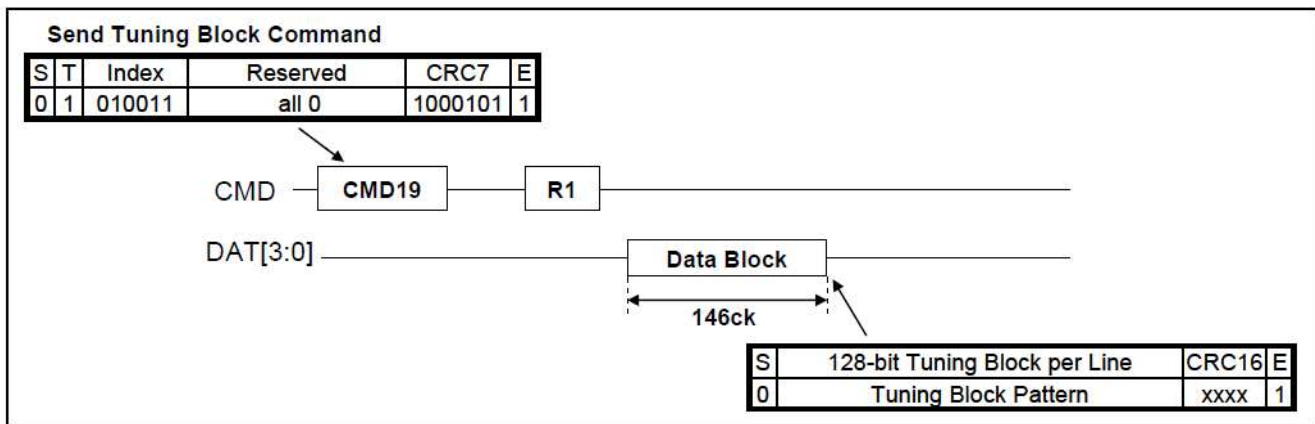 Send Tuning Block Command
S T Index Reserved CRC7 E
0 1 010011 all 0 1000101 1
CMD CMD19 R1
DAT[3:0] Data Block
146ck
S 128-bit Tuning Block per Line CRC16 E
0 Tuning Block Pattern xxxx 1